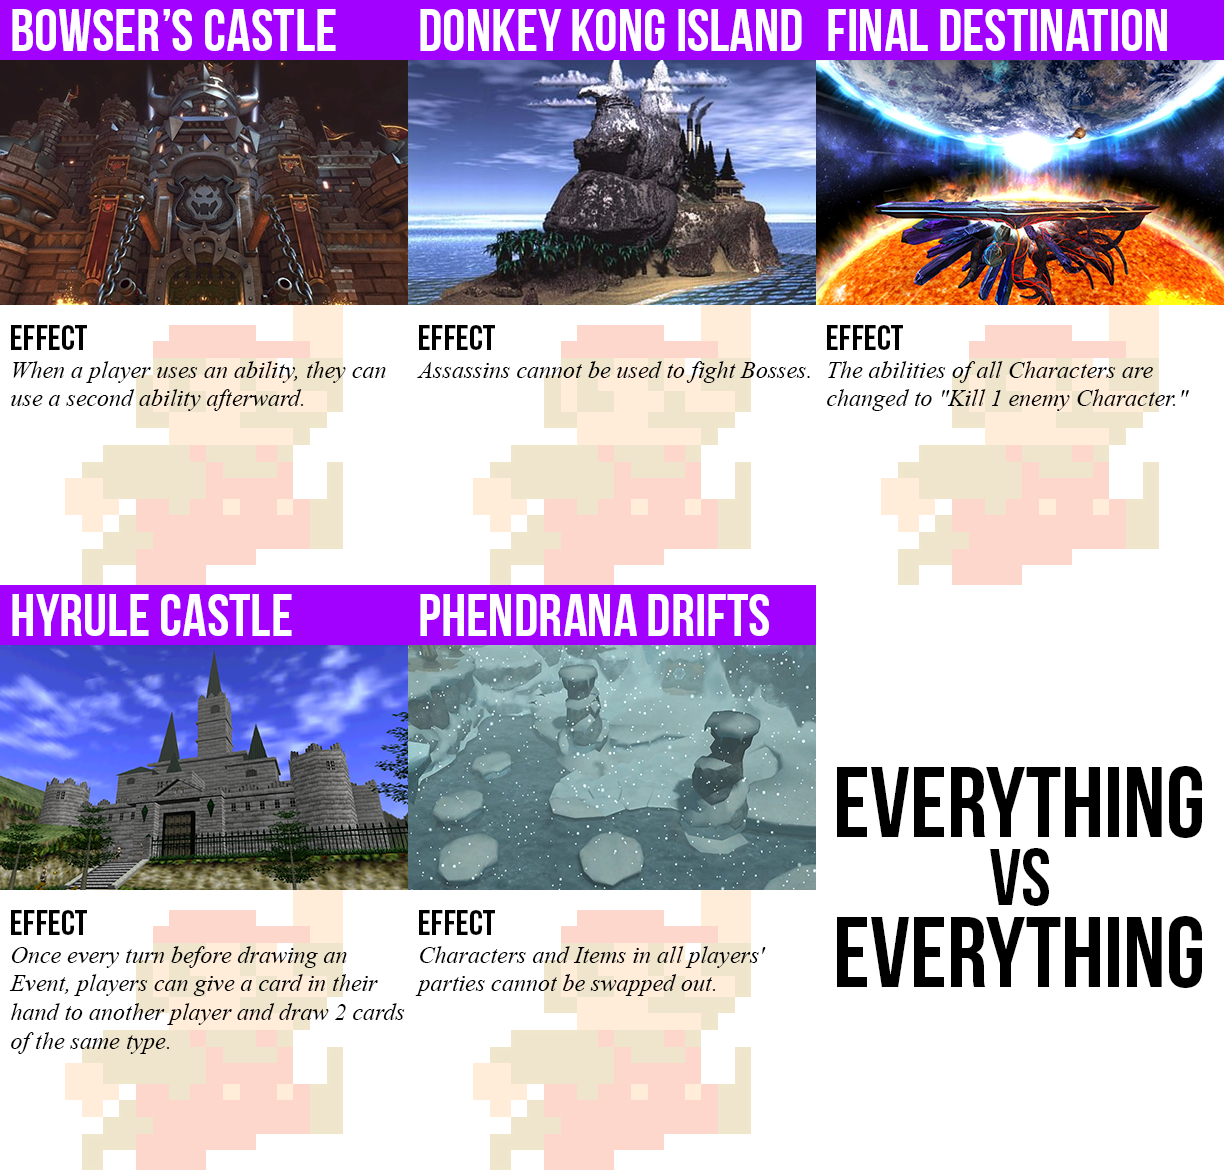 BOWSER’S CASTLE
EFFECT
When a player uses an ability, they can
use a second ability afterward.
DONKEY KONG ISLAND
EFFECT
Assassins cannot be used to fight Bosses.
FINAL DESTINATION
EFFECT
The abilities of all Characters are
changed to "Kill 1 enemy Character."
HYRULE CASTLE
EFFECT
Once every turn before drawing an
Event, players can give a card in their
hand to another player and draw 2 cards
of the same type.
PHENDRANA DRIFTS
EFFECT
Characters and Items in all players'
parties cannot be swapped out.
EVERYTHING
VS
EVERYTHING